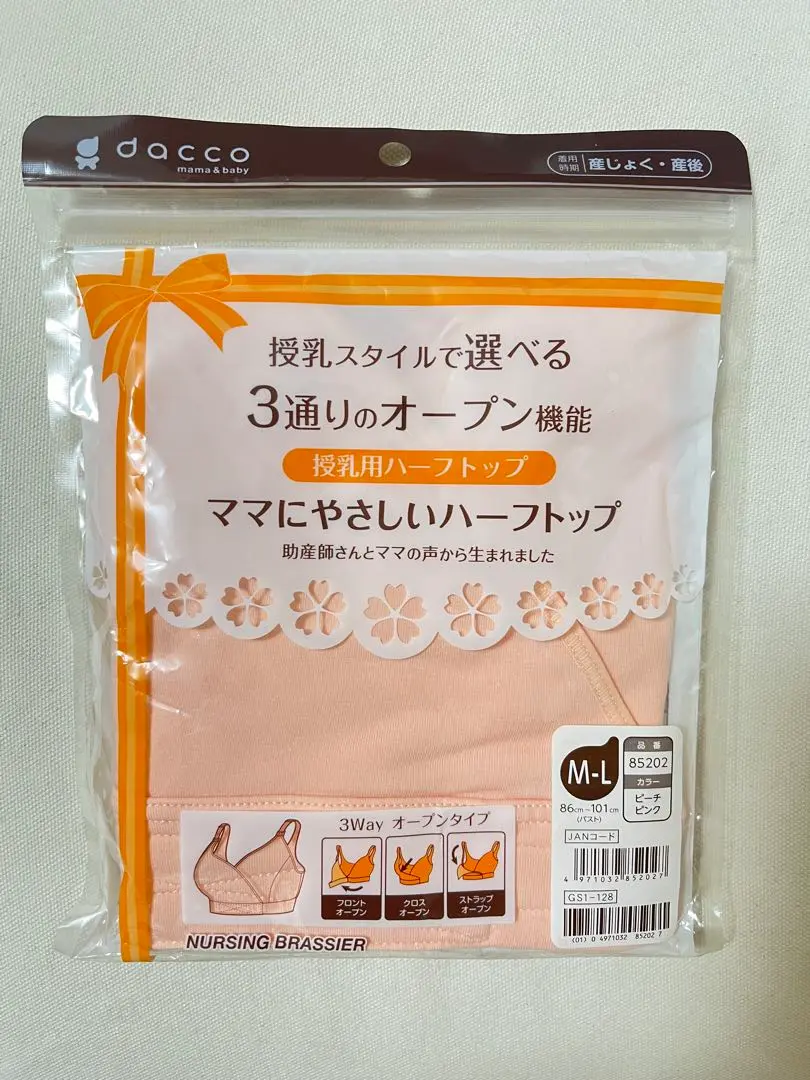 dacco
mama & baby
着用時期 産じょく・産後
授乳スタイルで選べる
3通りのオープン機能
授乳用ハーフトップ
ママにやさしいハーフトップ
助産師さんとママの声から生まれました
M-L
86cm~101cm
(バスト)
品番
85202
カラー
ピーチ
ピンク
JANコード
4 971032 852027
GS1-128
(01) 0 4971032 85202 7
3Way オープンタイプ
フロント
オープン
クロス
オープン
ストラップ
オープン
NURSING BRASSIER